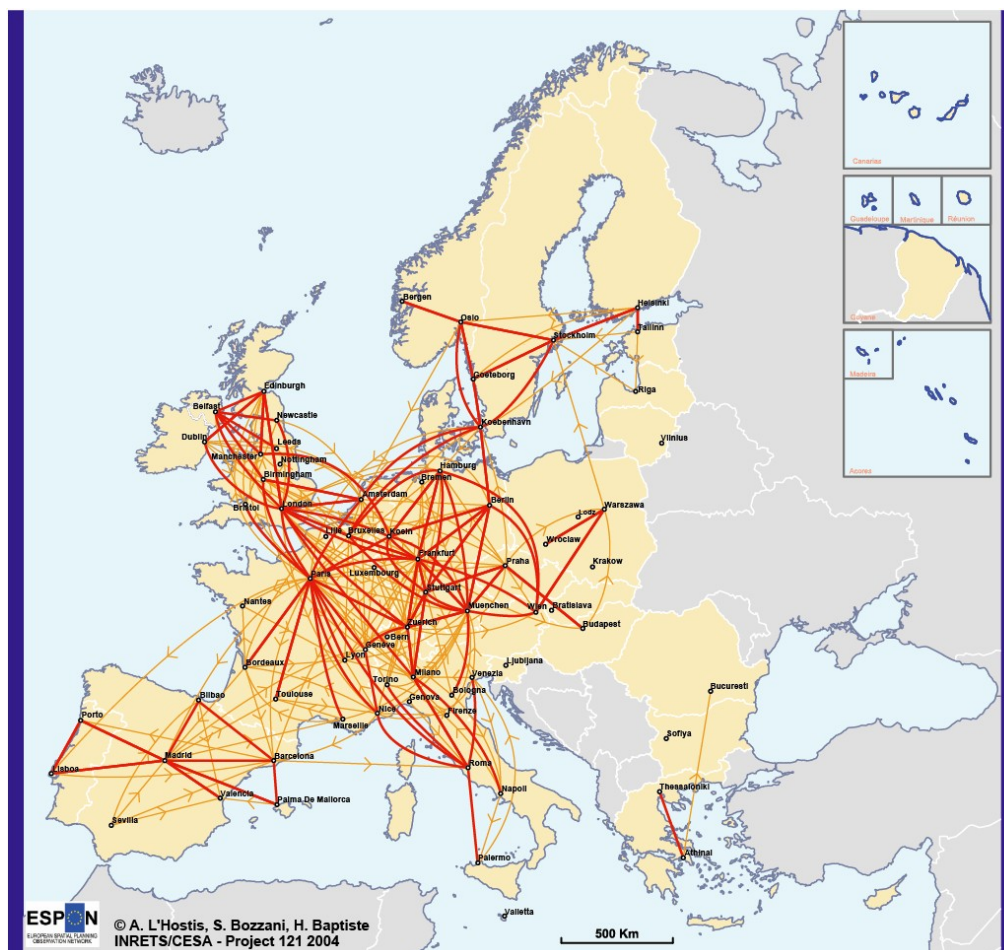 Canarias
Guadeloupe
Martinique
Réunion
Guyane
Madeira
Acores
Bergen
Oslo
Helsinki
Tallinn
Stockholm
Goeteborg
Riga
Edinburgh
Belfast
Newcastle
Koebenhavn
Dublin
Leeds
Vilnius
Manchester
Nottingham
Hamburg
Birmingham
Bremen
Amsterdam
Berlin
Bristol
London
Lodz
Warszawa
Lille
Bruxelles
Koeln
Wroclaw
Frankfurt
Praha
Krakow
Luxembourg
Paris
Stuttgart
Nantes
Muenchen
Wien
Bratislava
Zuerich
Budapest
Bern
Geneve
Lyon
Bordeaux
Ljubljana
Milano
Venezia
Torino
Bucuresti
Bilbao
Toulouse
Genova
Bologna
Porto
Nice
Firenze
Marseille
Sofiya
Madrid
Barcelona
Roma
Lisboa
Thessaloniki
Valencia
Palma De Mallorca
Napoli
Sevilla
Palermo
Athinai
Valletta
ESPON
EUROPEAN SPATIAL PLANNING
OBSERVATION NETWORK
© A. L'Hostis, S. Bozzani, H. Baptiste
INRETS/CESA - Project 121 2004
500 Km